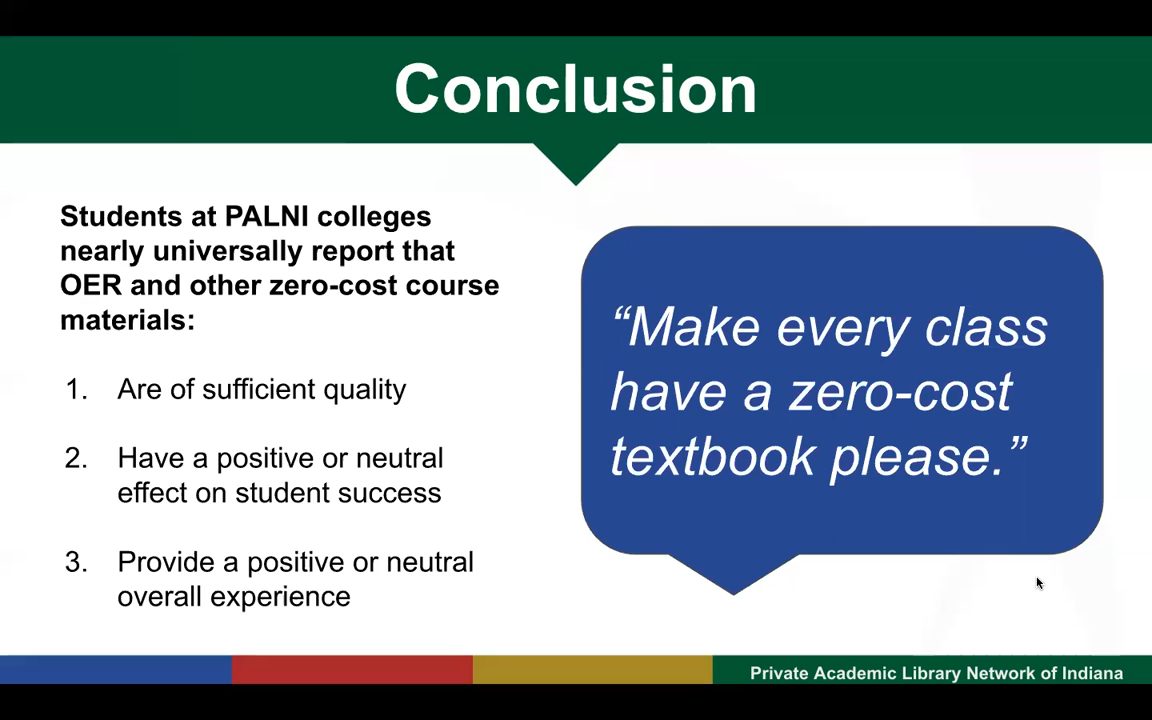 Conclusion
Students at PALNI colleges
nearly universally report that
OER and other zero-cost course
materials:
1. Are of sufficient quality
2. Have a positive or neutral
effect on student success
3. Provide a positive or neutral
overall experience
“Make every class
have a zero-cost
textbook please.”
Private Academic Library Network of Indiana